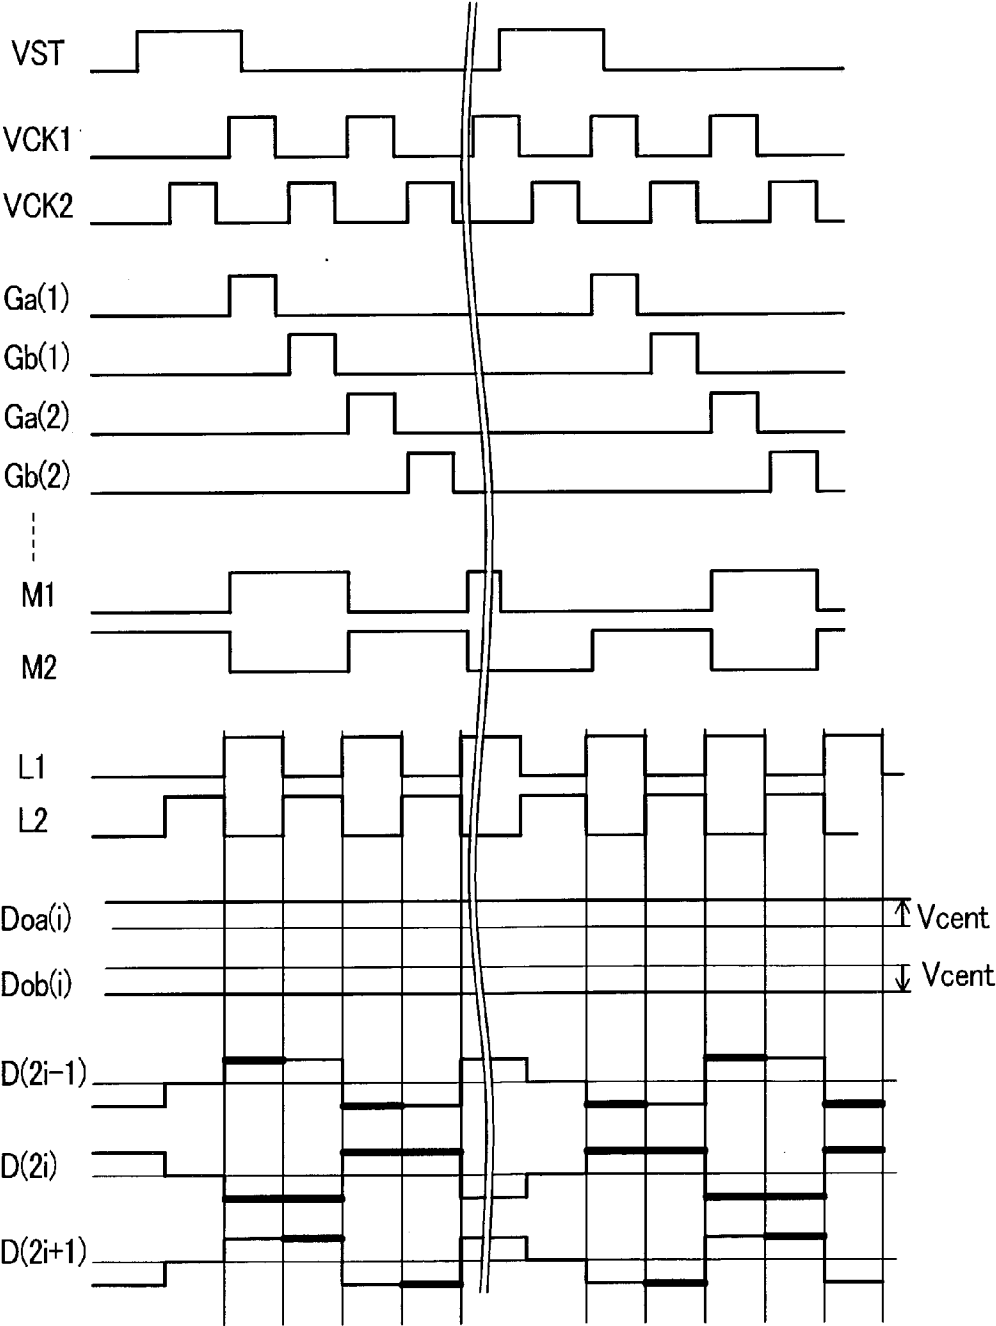 VST
VCK1
VCK2
Ga(1)
Gb(1)
Ga(2)
Gb(2)
M1
M2
L1
L2
Doa(i)
Vcent
Dob(i)
Vcent
D(2i-1)
D(2i)
D(2i+1)